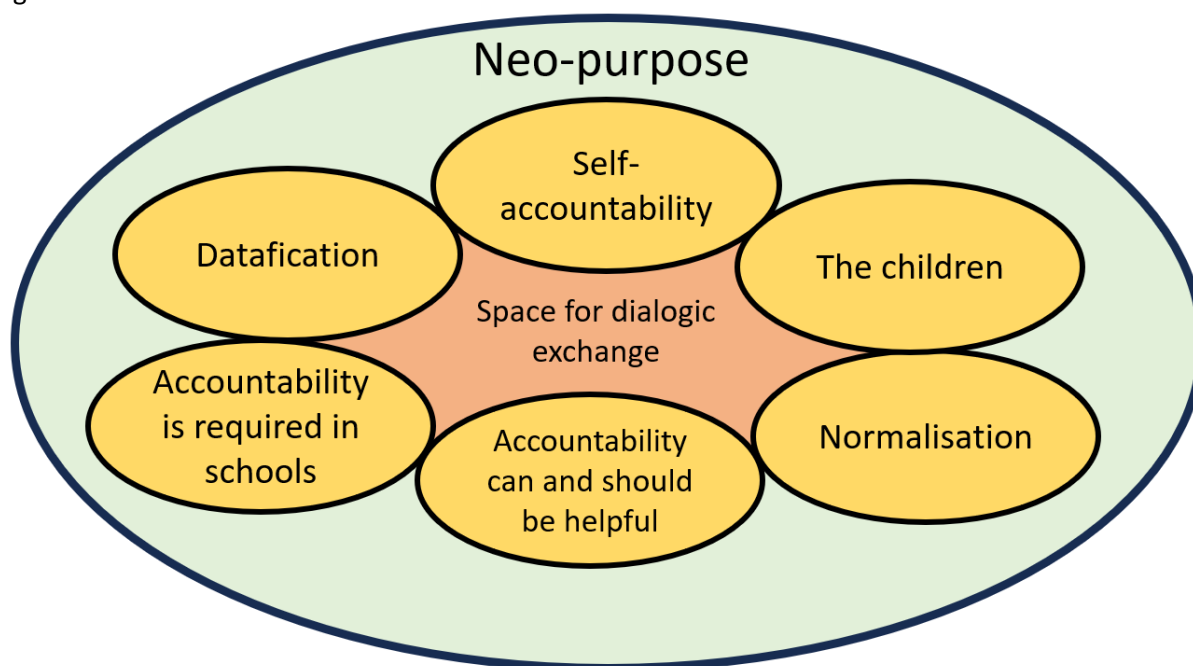 Neo-purpose
Self-
accountability
Datafication
The children
Space for dialogic
exchange
Accountability
is required in
schools
Accountability
can and should
be helpful
Normalisation